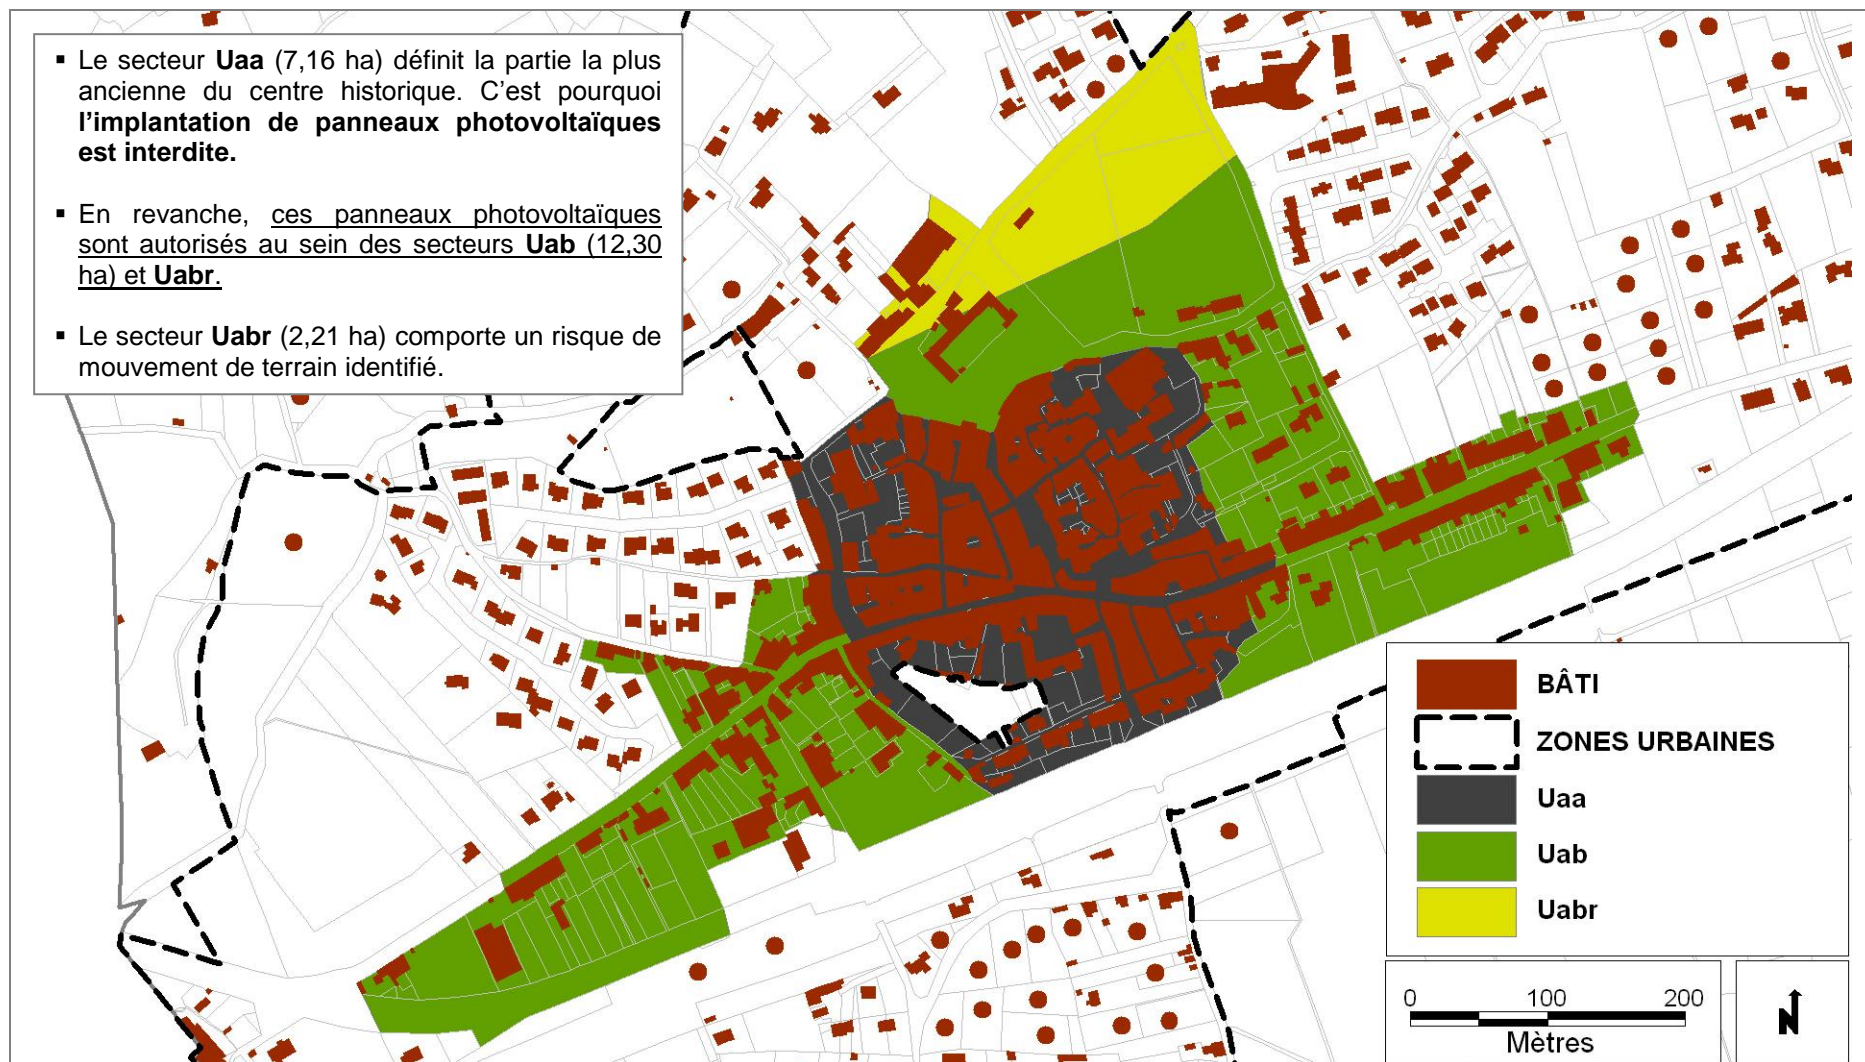 ▪ Le secteur Uaa (7,16 ha) définit la partie la plus
ancienne du centre historique. C’est pourquoi
l’implantation de panneaux photovoltaïques
est interdite.
▪ En revanche, ces panneaux photovoltaïques
sont autorisés au sein des secteurs Uab (12,30
ha) et Uabr.
▪ Le secteur Uabr (2,21 ha) comporte un risque de
mouvement de terrain identifié.
BÂTI
ZONES URBAINES
Uaa
Uab
Uabr
0 100 200
Mètres
N